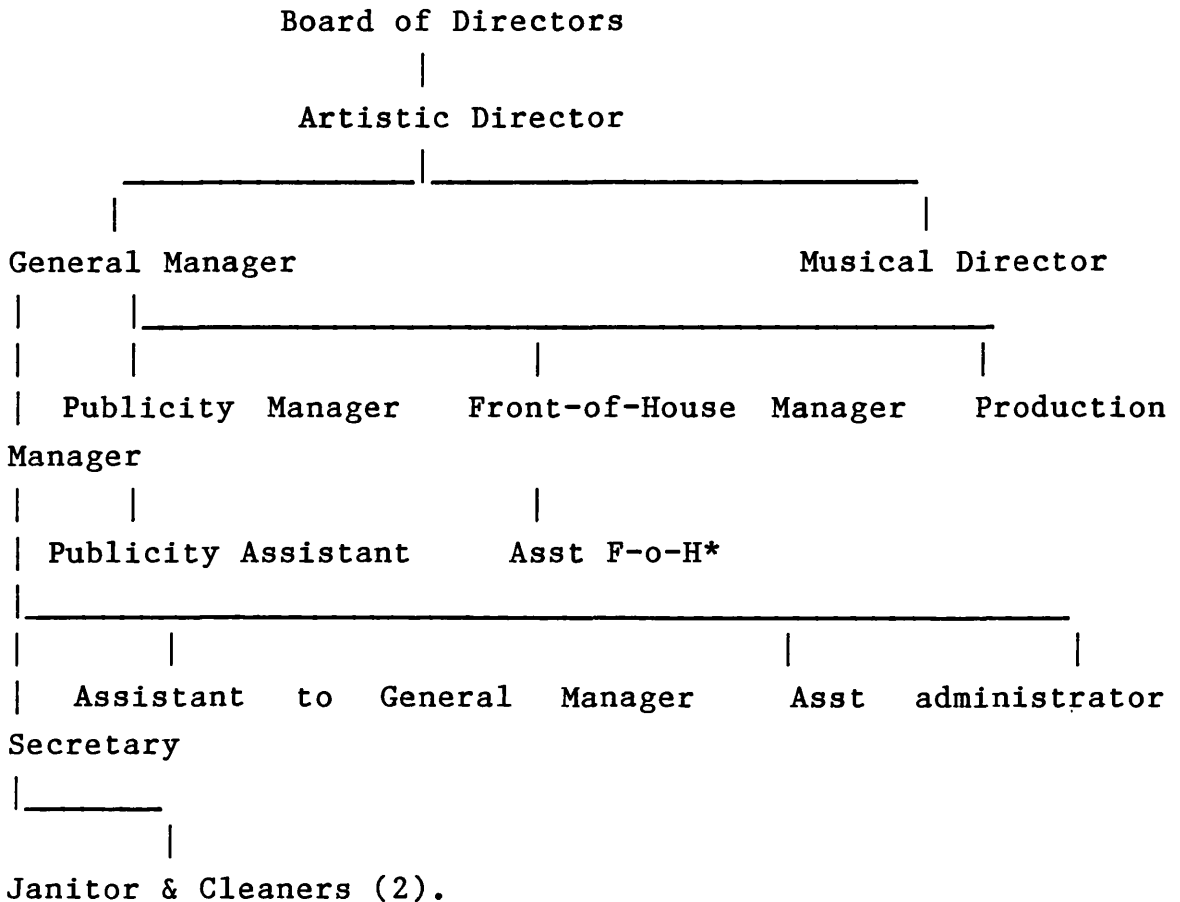 Board of Directors
Artistic Director
General Manager Musical Director
Publicity Manager Front-of-House Manager Production
Manager
Publicity Assistant Asst F-o-H*
Assistant to General Manager Asst administrator
Secretary
Janitor & Cleaners (2).